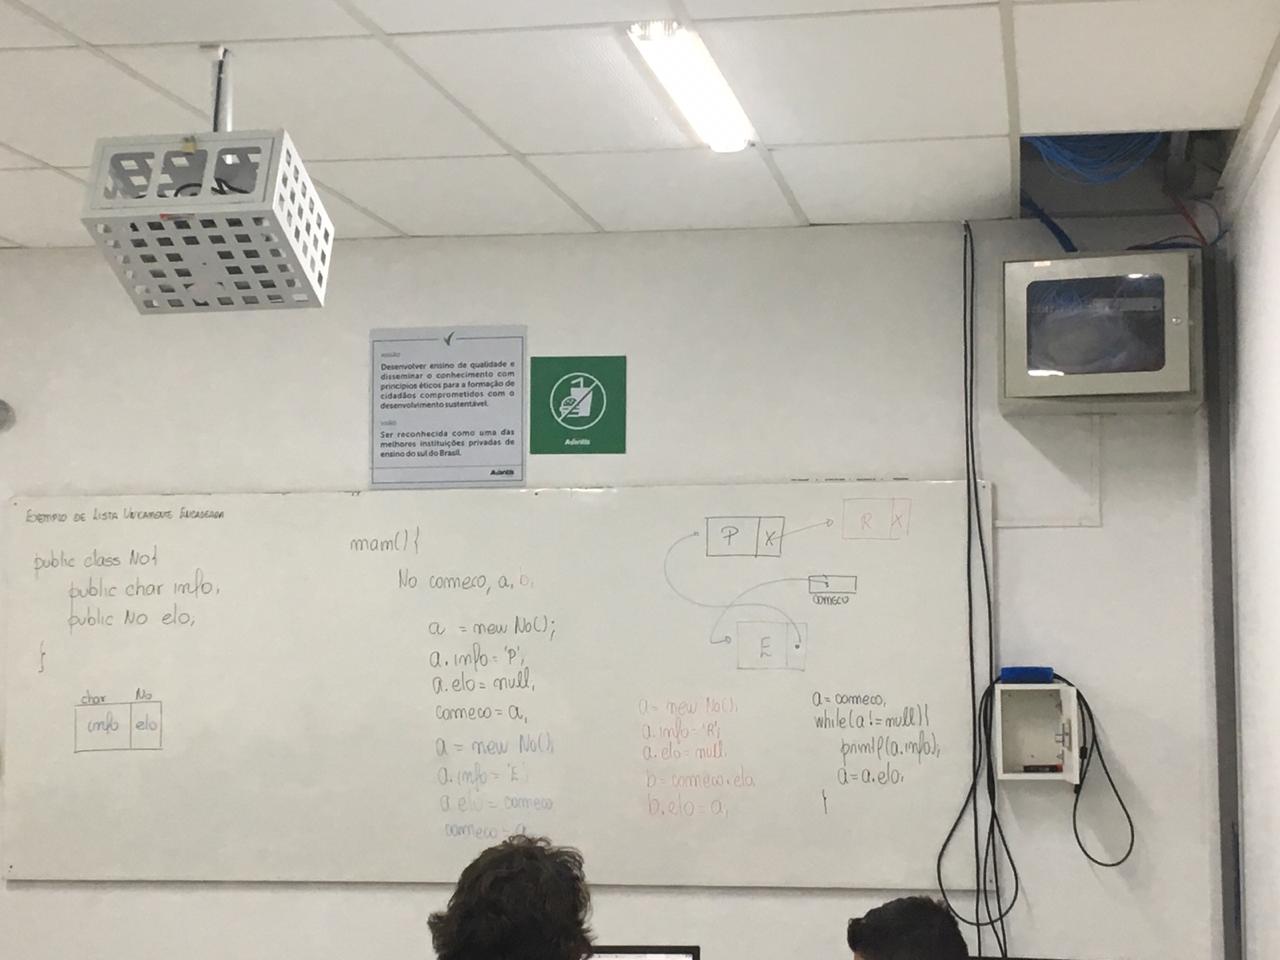 MISSÃO
Desenvolver ensino de qualidade e
disseminar o conhecimento com
princípios éticos para a formação de
cidadãos comprometidos com o
desenvolvimento sustentável.
VISÃO
Ser reconhecida como uma das
melhores instituições privadas de
ensino do sul do Brasil.
Avantis
Avantis
EXEMPLO DE LISTA UNICAMENTE ENCADEADA
public class No{
public char info;
public No elo;
}
char No
info elo
main(){
No comeco, a, b;
a = new No();
a.info = 'P';
a.elo = null;
comeco = a;
a = new No();
a.info = 'E';
a.elo = comeco
comeco = a
P X
R X
COMECO
E
a = new No();
a.info = 'R';
a.elo = null;
b = comeco.elo;
b.elo = a;
a = comeco;
while(a != null){
printf(a.info);
a = a.elo;
}